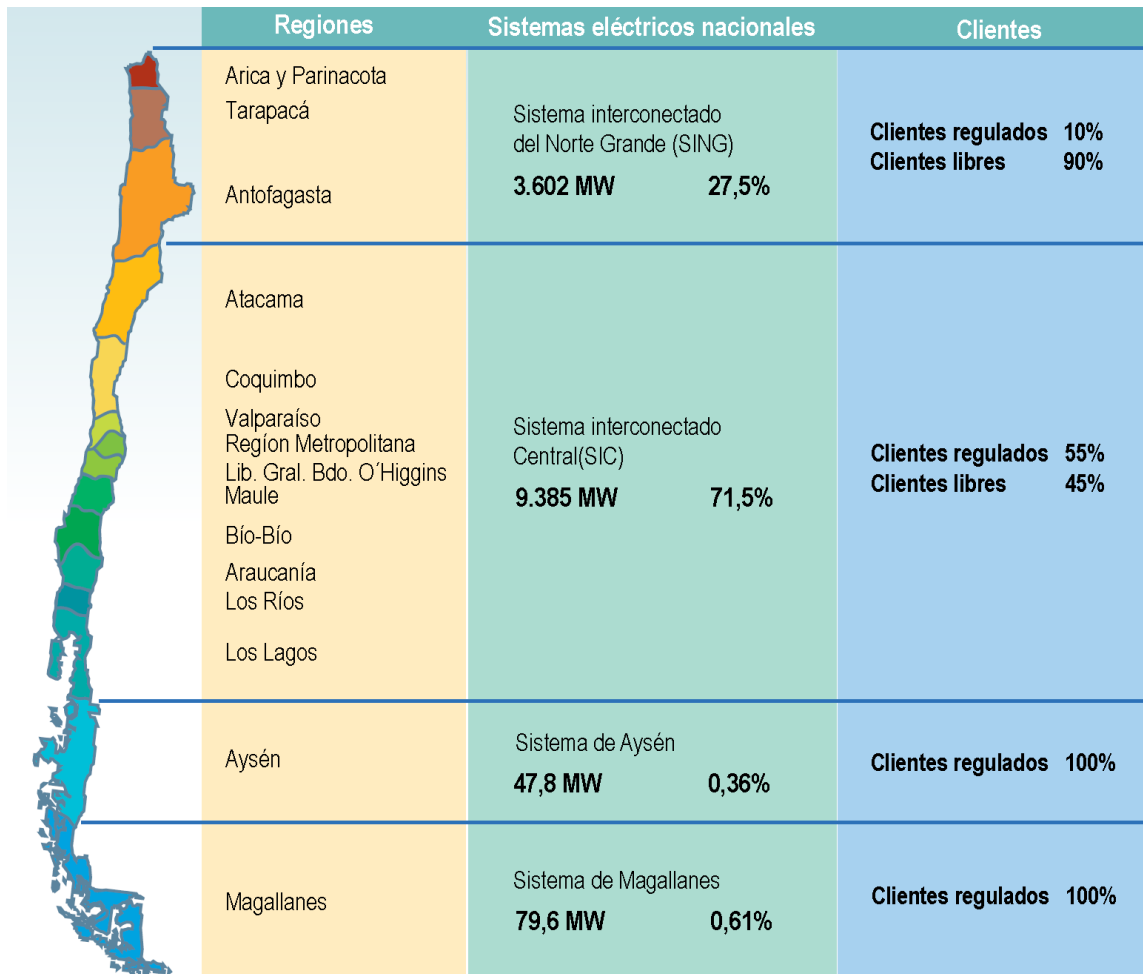 Regiones
Sistemas eléctricos nacionales
Clientes
Arica y Parinacota
Tarapacá
Antofagasta
Sistema interconectado
del Norte Grande (SING)
3.602 MW 27,5%
Clientes regulados 10%
Clientes libres 90%
Atacama
Coquimbo
Valparaíso
Regíon Metropolitana
Lib. Gral. Bdo. O´Higgins
Maule
Bío-Bío
Araucanía
Los Ríos
Los Lagos
Sistema interconectado
Central(SIC)
9.385 MW 71,5%
Clientes regulados 55%
Clientes libres 45%
Aysén
Sistema de Aysén
47,8 MW 0,36%
Clientes regulados 100%
Magallanes
Sistema de Magallanes
79,6 MW 0,61%
Clientes regulados 100%